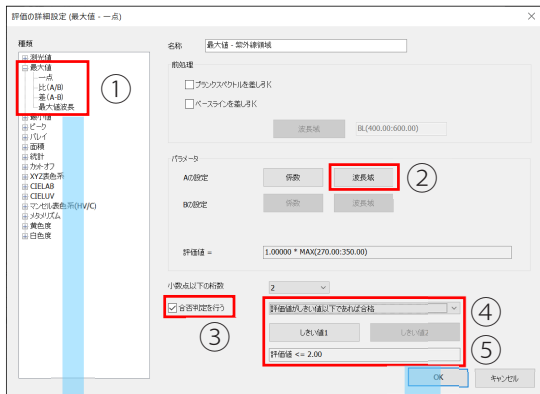 評価の詳細設定 (最大値 - 一点)
種類
測光値
最大値
一点
比(A/B)
差(A-B)
最大値波長
最小値
ピーク
バレイ
面積
統計
カットオフ
XYZ表色系
CIELAB
CIELUV
マンセル表色系(HV/C)
メタメリズム
黄色度
白色度
①
名称
最大値 - 紫外線領域
前処理
ブランクスペクトルを差し引く
ベースラインを差し引く
波長域
BL(400.00:600.00)
パラメータ
Aの設定
係数
波長域
②
Bの設定
係数
波長域
評価値 =
1.00000 * MAX(270.00:350.00)
小数点以下の桁数
2
合否判定を行う
③
評価値がしきい値以下であれば合格
④
しきい値1
しきい値2
評価値 <= 2.00
⑤
OK
キャンセル